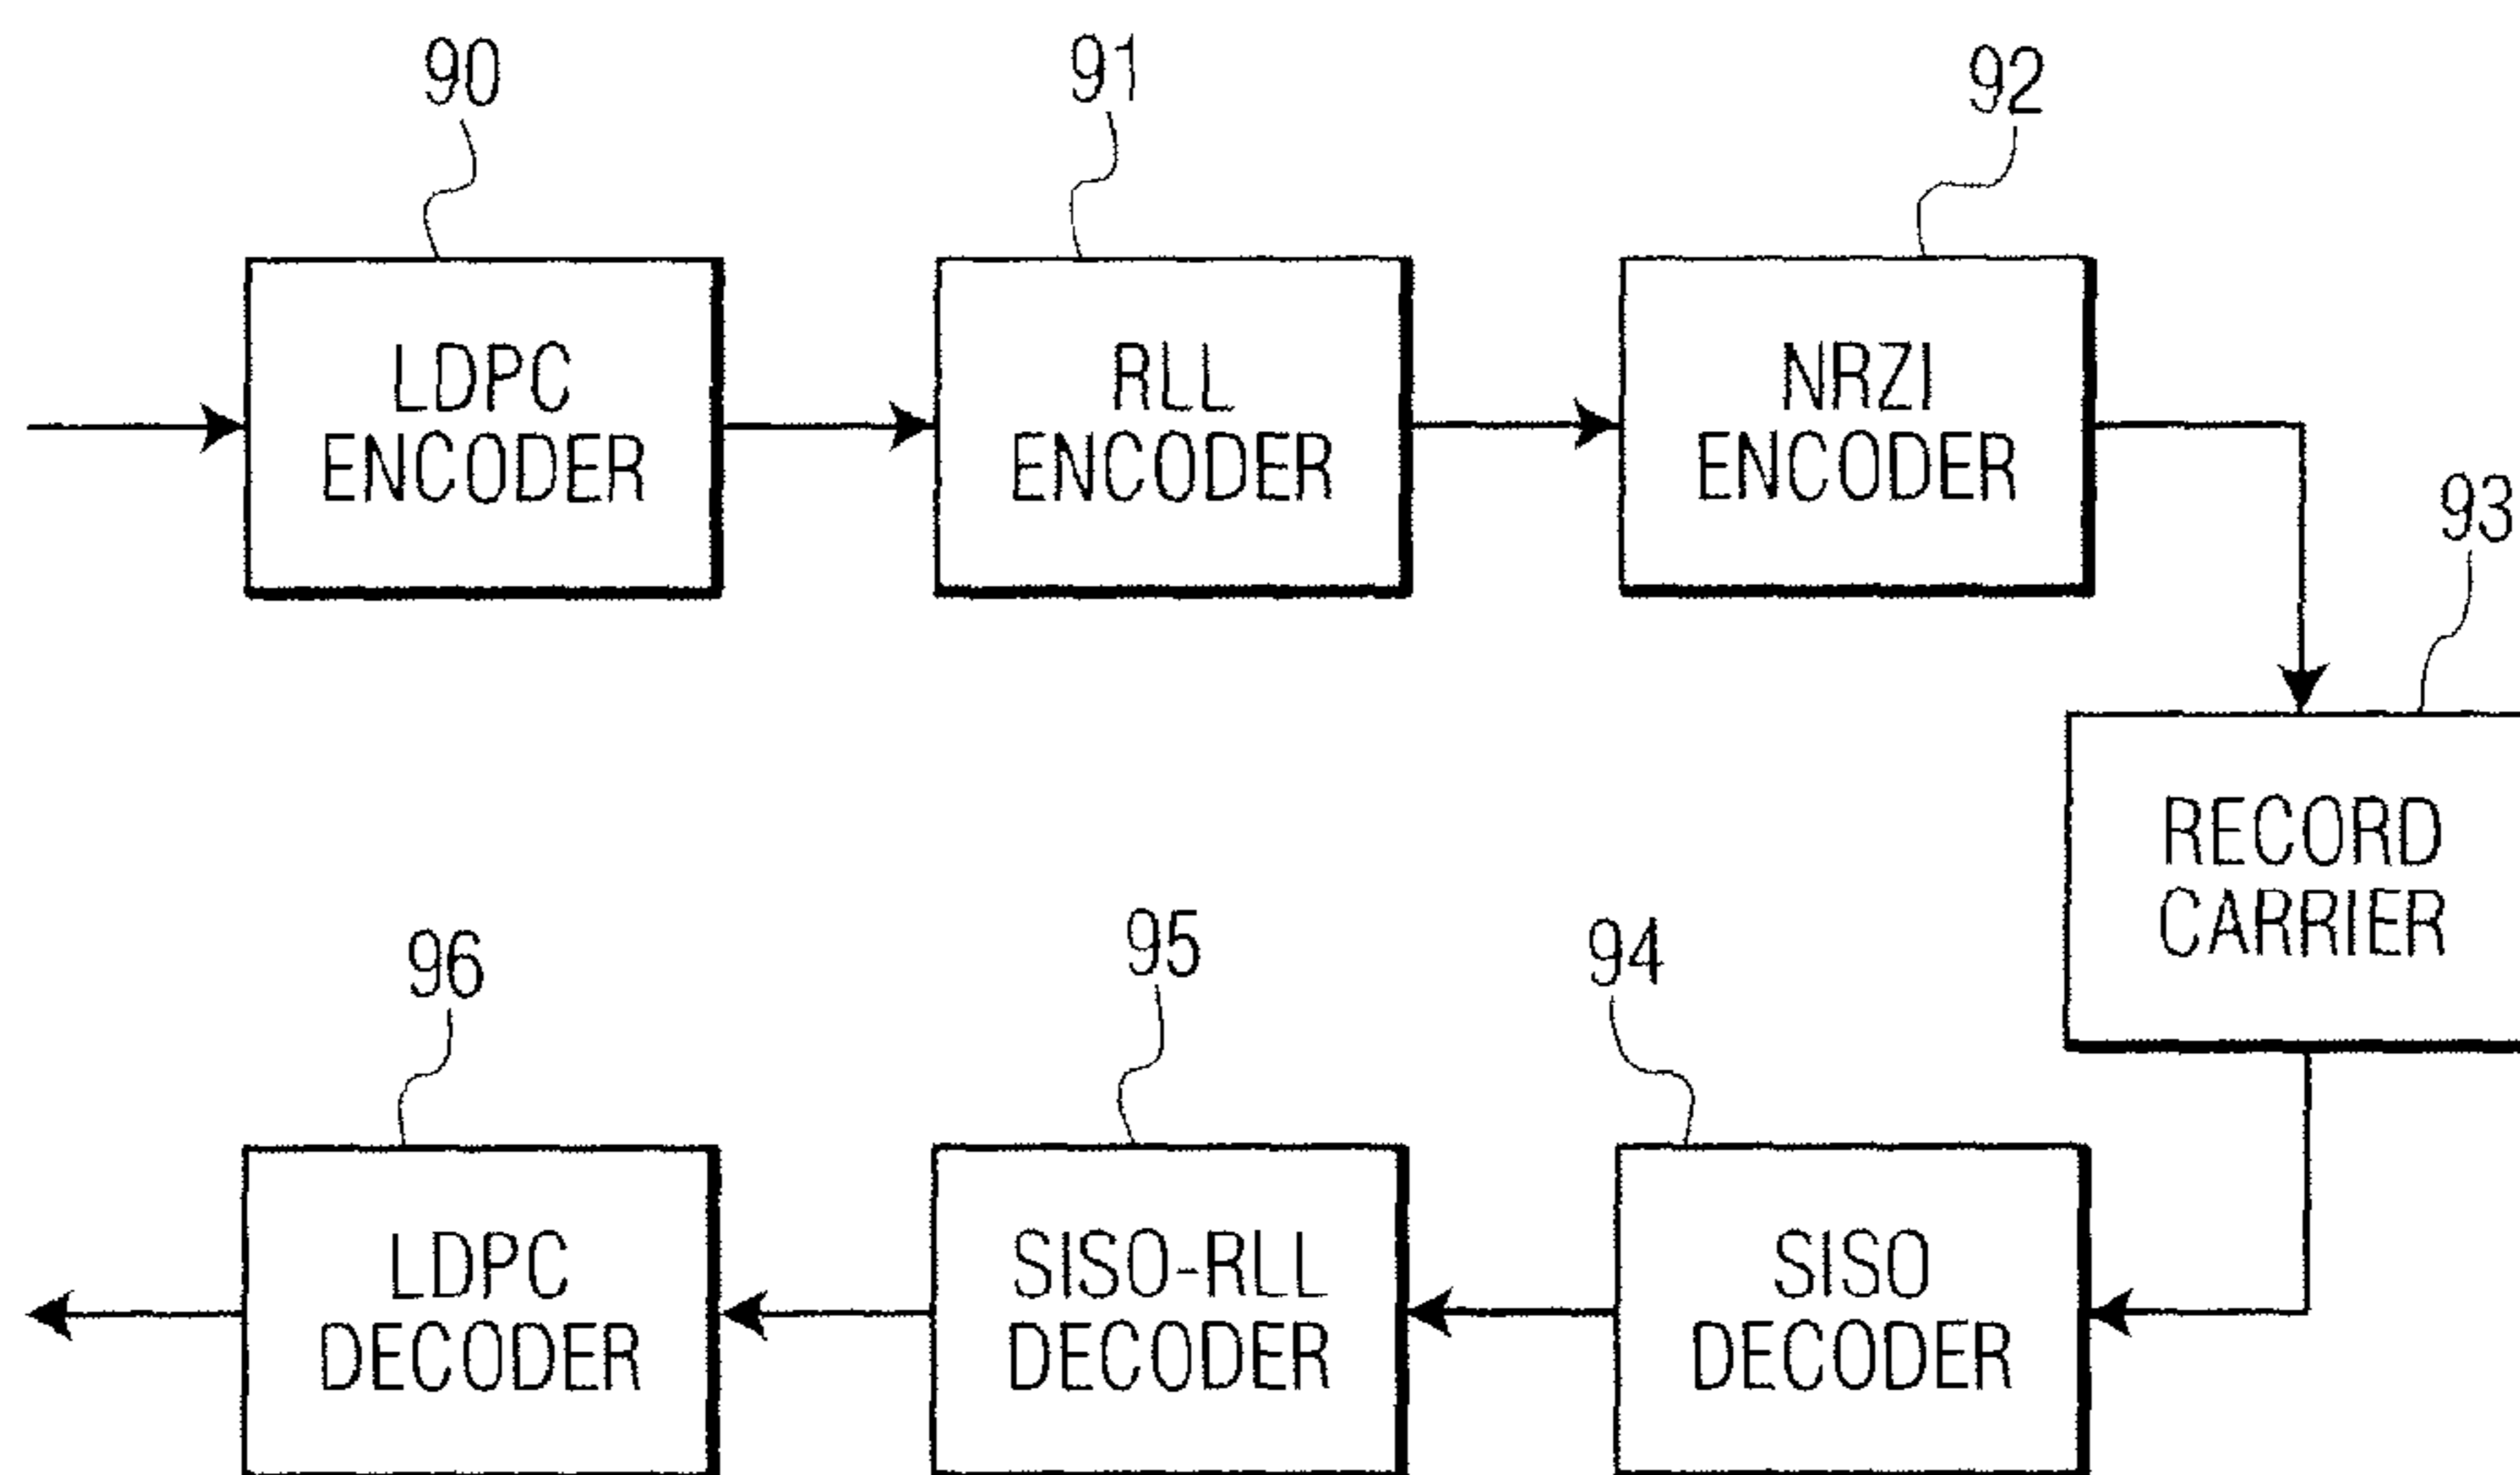 90
91
92
LDPC
ENCODER
RLL
ENCODER
NRZI
ENCODER
93
RECORD
CARRIER
96
95
94
LDPC
DECODER
SISO-RLL
DECODER
SISO
DECODER